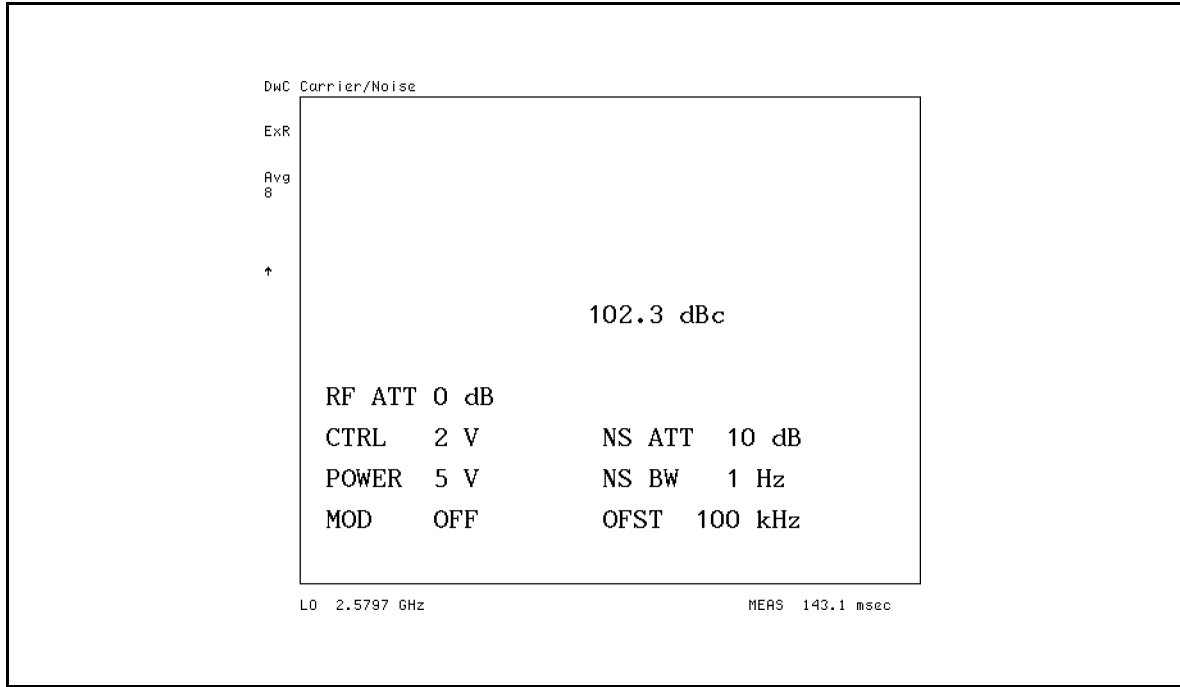 DwC Carrier/Noise
ExR
Avg
8
↑
102.3 dBc
RF ATT 0 dB
CTRL 2 V NS ATT 10 dB
POWER 5 V NS BW 1 Hz
MOD OFF OFST 100 kHz
LO 2.5797 GHz MEAS 143.1 msec